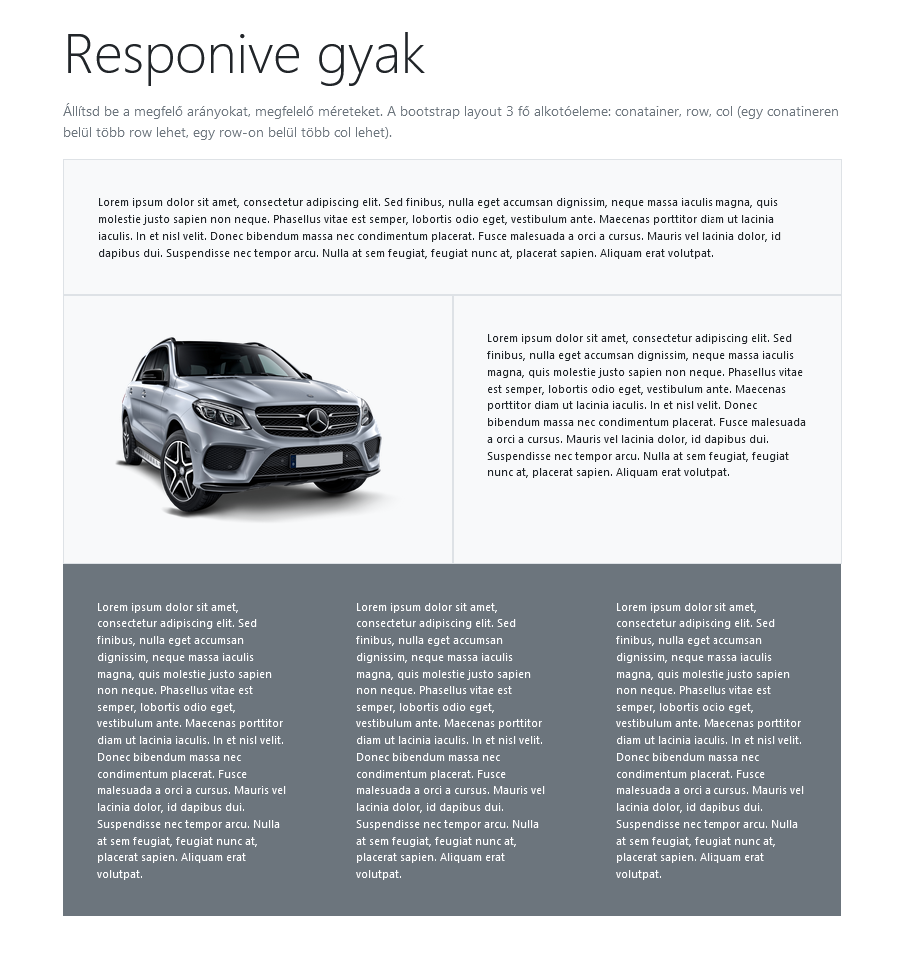 Responive gyak
Állítsd be a megfelő arányokat, megfelelő méreteket. A bootstrap layout 3 fő alkotóeleme: conatainer, row, col (egy conatineren
belül több row lehet, egy row-on belül több col lehet).
Lorem ipsum dolor sit amet, consectetur adipiscing elit. Sed finibus, nulla eget accumsan dignissim, neque massa iaculis magna, quis
molestie justo sapien non neque. Phasellus vitae est semper, lobortis odio eget, vestibulum ante. Maecenas porttitor diam ut lacinia
iaculis. In et nisl velit. Donec bibendum massa nec condimentum placerat. Fusce malesuada a orci a cursus. Mauris vel lacinia dolor, id
dapibus dui. Suspendisse nec tempor arcu. Nulla at sem feugiat, feugiat nunc at, placerat sapien. Aliquam erat volutpat.
Lorem ipsum dolor sit amet, consectetur adipiscing elit. Sed
finibus, nulla eget accumsan dignissim, neque massa iaculis
magna, quis molestie justo sapien non neque. Phasellus vitae
est semper, lobortis odio eget, vestibulum ante. Maecenas
porttitor diam ut lacinia iaculis. In et nisl velit. Donec
bibendum massa nec condimentum placerat. Fusce malesuada
a orci a cursus. Mauris vel lacinia dolor, id dapibus dui.
Suspendisse nec tempor arcu. Nulla at sem feugiat, feugiat
nunc at, placerat sapien. Aliquam erat volutpat.
Lorem ipsum dolor sit amet,
consectetur adipiscing elit. Sed
finibus, nulla eget accumsan
dignissim, neque massa iaculis
magna, quis molestie justo sapien
non neque. Phasellus vitae est
semper, lobortis odio eget,
vestibulum ante. Maecenas porttitor
diam ut lacinia iaculis. In et nisl velit.
Donec bibendum massa nec
condimentum placerat. Fusce
malesuada a orci a cursus. Mauris vel
lacinia dolor, id dapibus dui.
Suspendisse nec tempor arcu. Nulla
at sem feugiat, feugiat nunc at,
placerat sapien. Aliquam erat
volutpat.
Lorem ipsum dolor sit amet,
consectetur adipiscing elit. Sed
finibus, nulla eget accumsan
dignissim, neque massa iaculis
magna, quis molestie justo sapien
non neque. Phasellus vitae est
semper, lobortis odio eget,
vestibulum ante. Maecenas porttitor
diam ut lacinia iaculis. In et nisl velit.
Donec bibendum massa nec
condimentum placerat. Fusce
malesuada a orci a cursus. Mauris vel
lacinia dolor, id dapibus dui.
Suspendisse nec tempor arcu. Nulla
at sem feugiat, feugiat nunc at,
placerat sapien. Aliquam erat
volutpat.
Lorem ipsum dolor sit amet,
consectetur adipiscing elit. Sed
finibus, nulla eget accumsan
dignissim, neque massa iaculis
magna, quis molestie justo sapien
non neque. Phasellus vitae est
semper, lobortis odio eget,
vestibulum ante. Maecenas porttitor
diam ut lacinia iaculis. In et nisl velit.
Donec bibendum massa nec
condimentum placerat. Fusce
malesuada a orci a cursus. Mauris vel
lacinia dolor, id dapibus dui.
Suspendisse nec tempor arcu. Nulla
at sem feugiat, feugiat nunc at,
placerat sapien. Aliquam erat
volutpat.